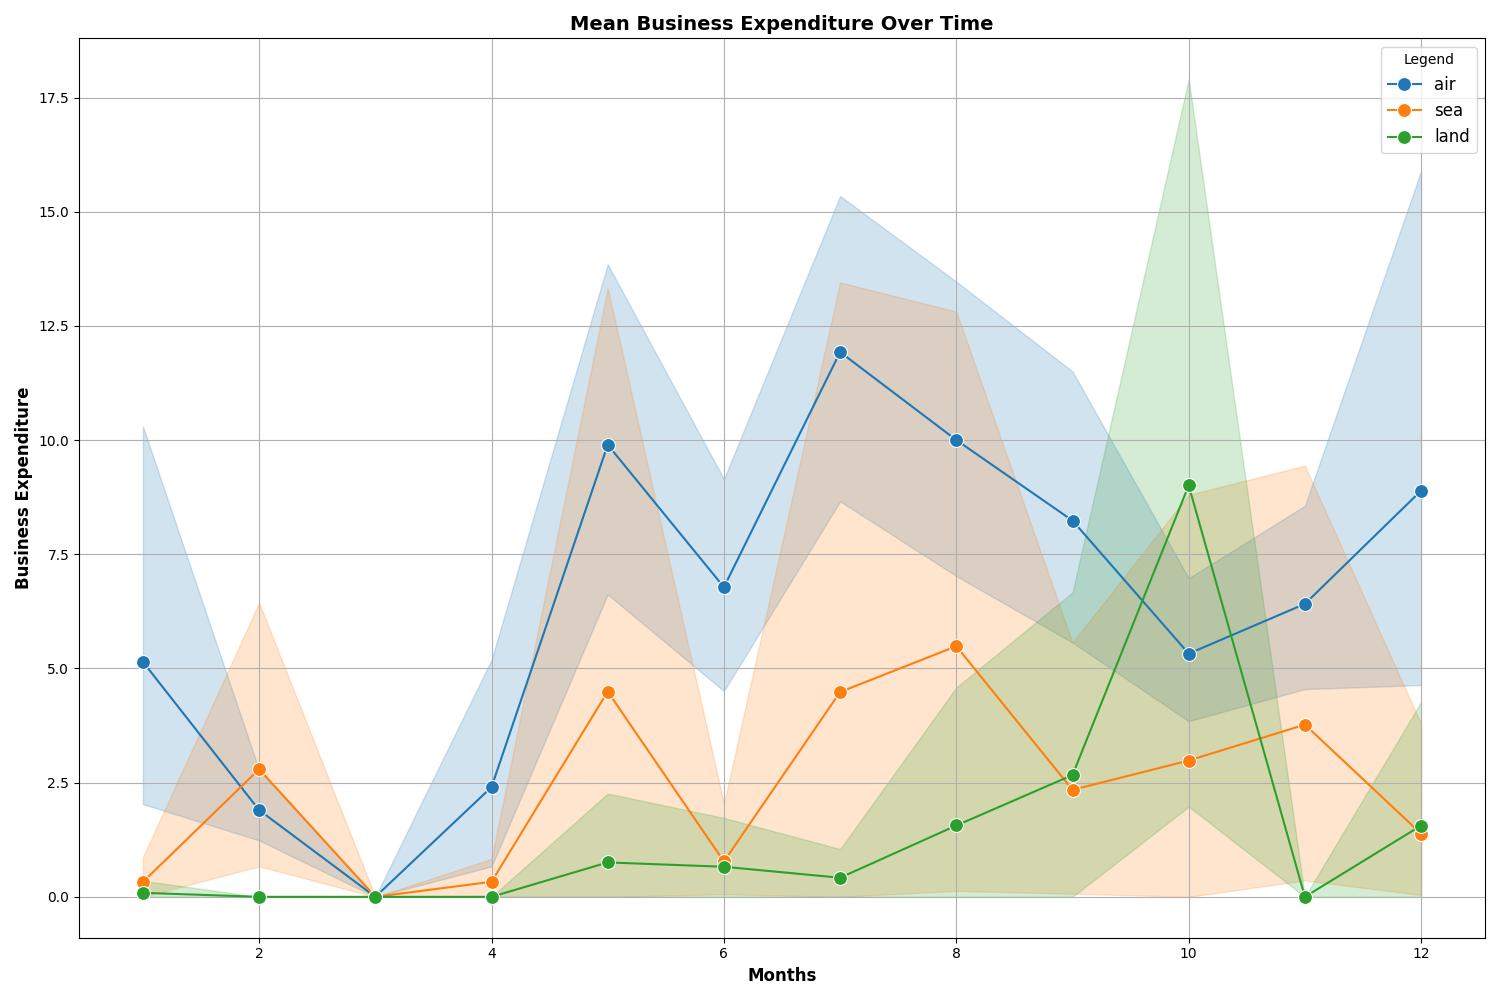 Mean Business Expenditure Over Time
Legend
air
sea
land
17.5
15.0
12.5
10.0
7.5
5.0
2.5
0.0
Business Expenditure
2 4 6 8 10 12
Months